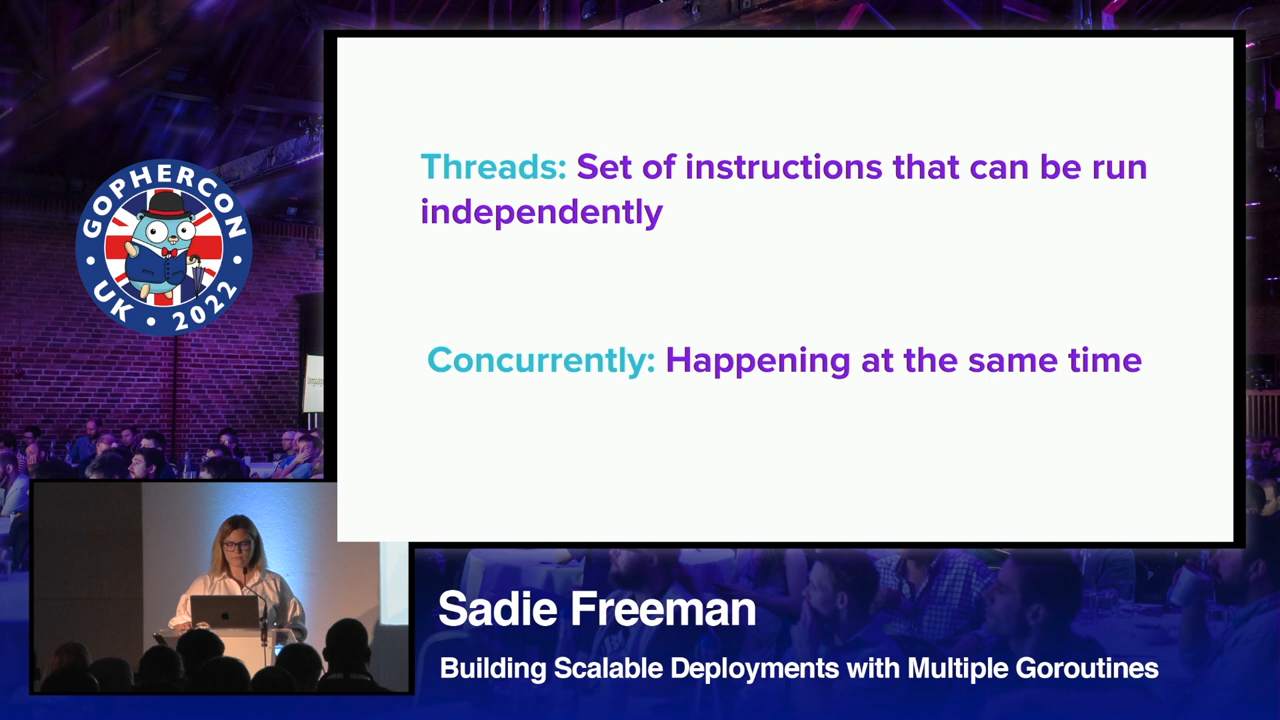 GOPHERCON
UK • 2022
Threads: Set of instructions that can be run
independently
Concurrently: Happening at the same time
Sadie Freeman
Building Scalable Deployments with Multiple Goroutines